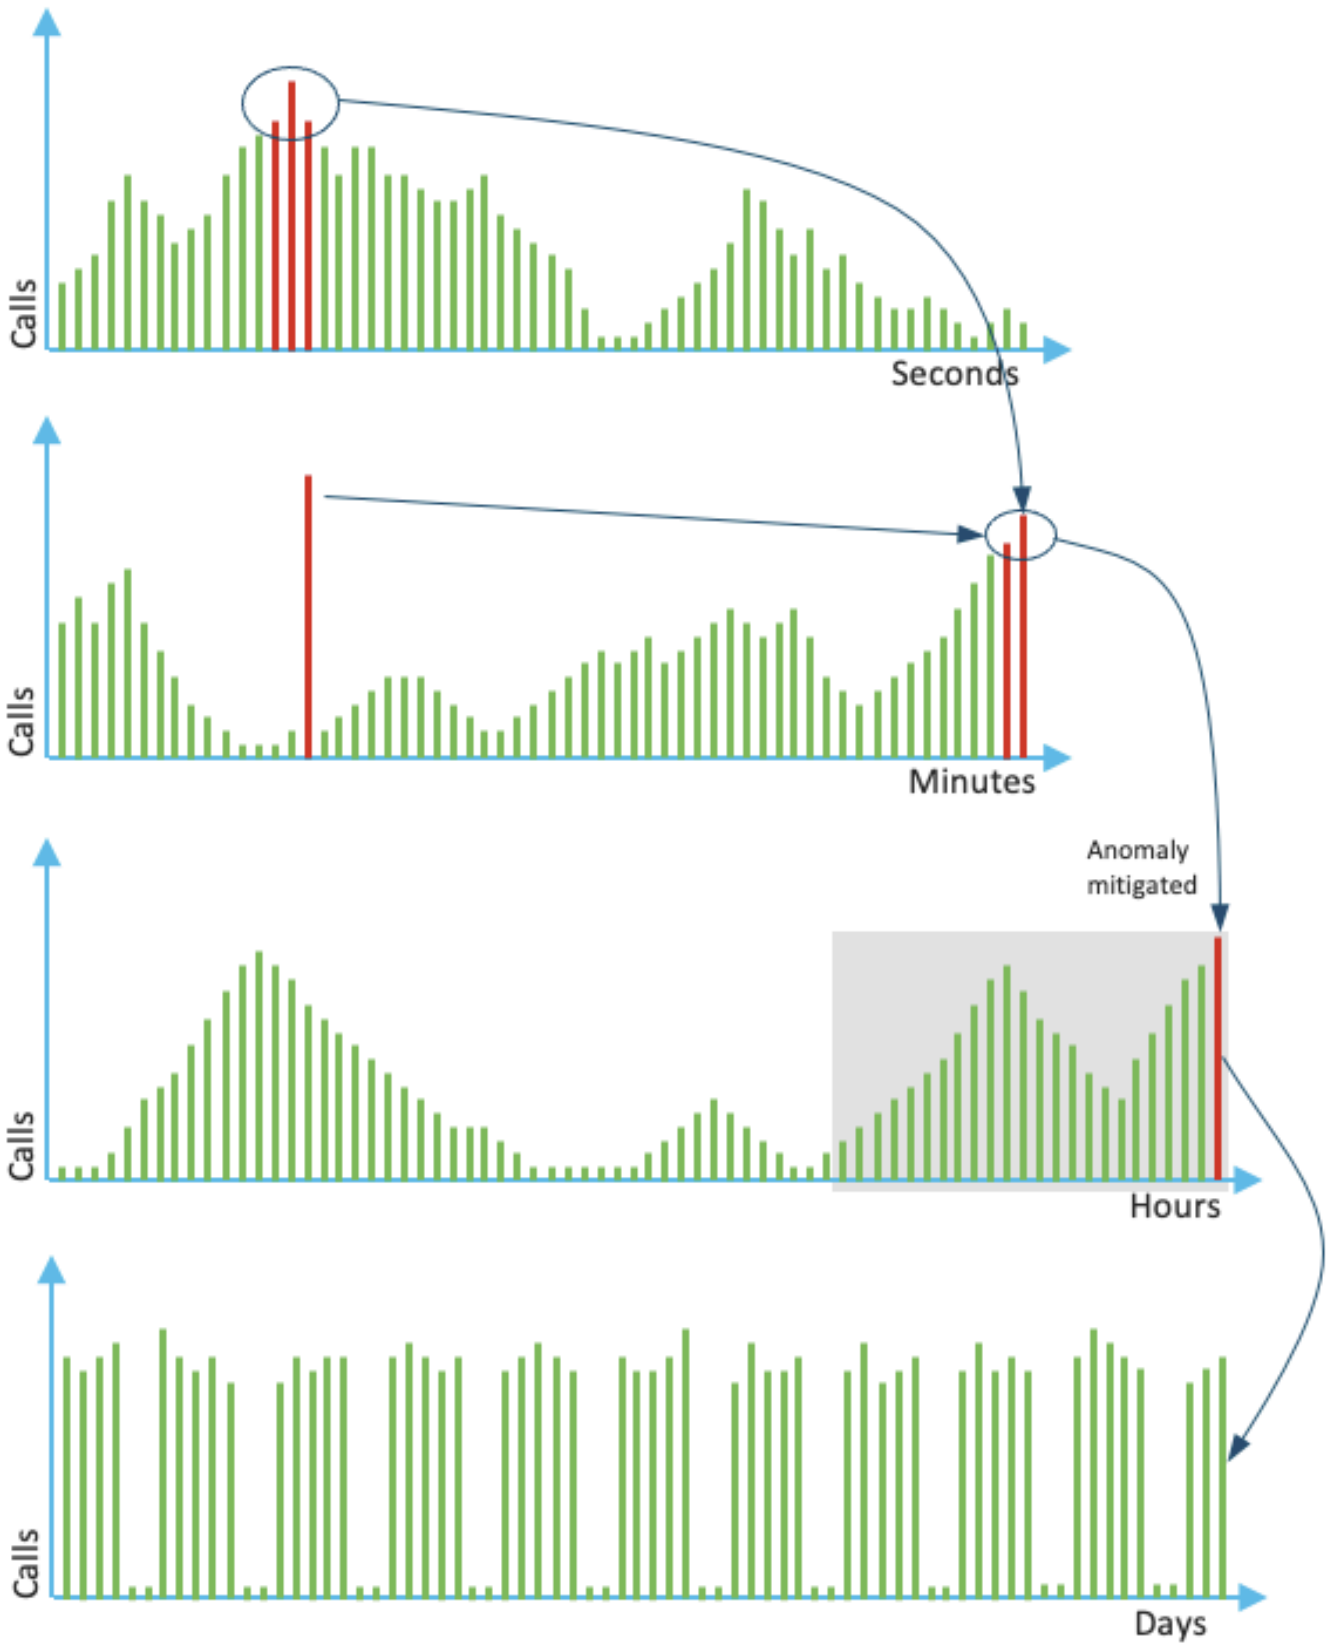 Calls
Seconds
Calls
Minutes
Anomaly
mitigated
Calls
Hours
Calls
Days